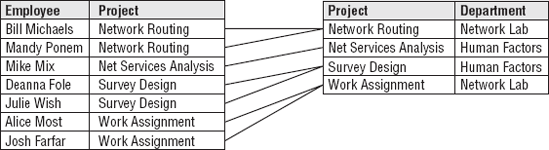 Employee Project
Bill Michaels Network Routing
Mandy Ponem Network Routing
Mike Mix Net Services Analysis
Deanna Fole Survey Design
Julie Wish Survey Design
Alice Most Work Assignment
Josh Farfar Work Assignment
Project Department
Network Routing Network Lab
Net Services Analysis Human Factors
Survey Design Human Factors
Work Assignment Network Lab